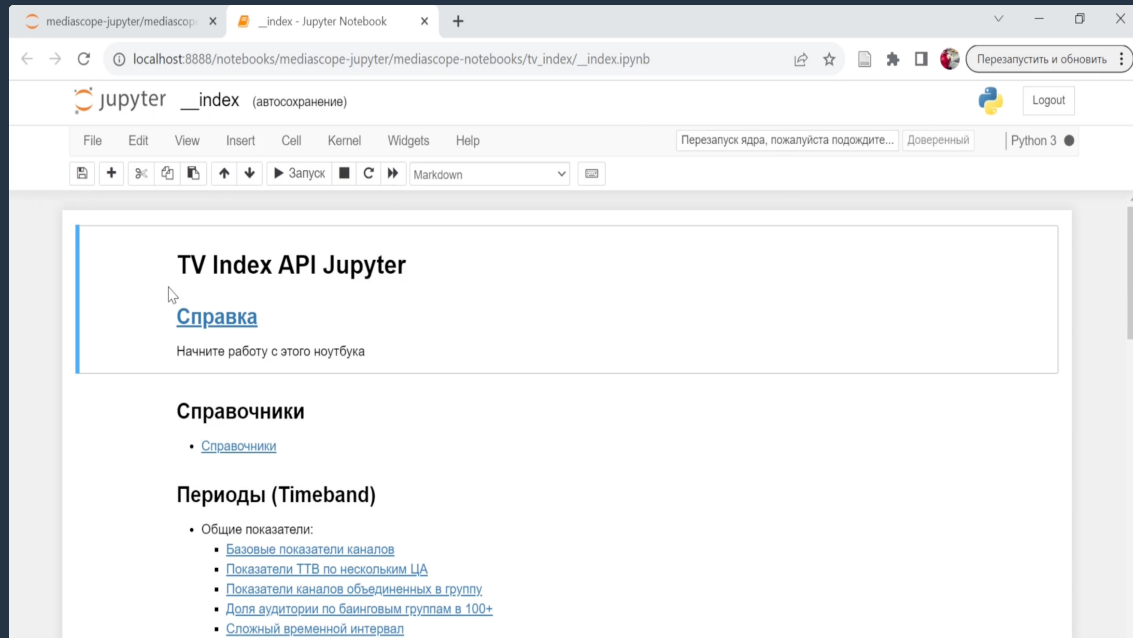 mediascope-jupyter/mediascop
__index - Jupyter Notebook
localhost:8888/notebooks/mediascope-jupyter/mediascope-notebooks/tv_index/__index.ipynb
Перезапустить и обновить
jupyter __index (автосохранение)
Logout
File Edit View Insert Cell Kernel Widgets Help
Перезапуск ядра, пожалуйста подождите...
Доверенный
Python 3
Запуск
Markdown
TV Index API Jupyter
Справка
Начните работу с этого ноутбука
Справочники
Справочники
Периоды (Timeband)
Общие показатели:
Базовые показатели каналов
Показатели ТТВ по нескольким ЦА
Показатели каналов объединенных в группу
Доля аудитории по баинговым группам в 100+
Сложный временной интервал